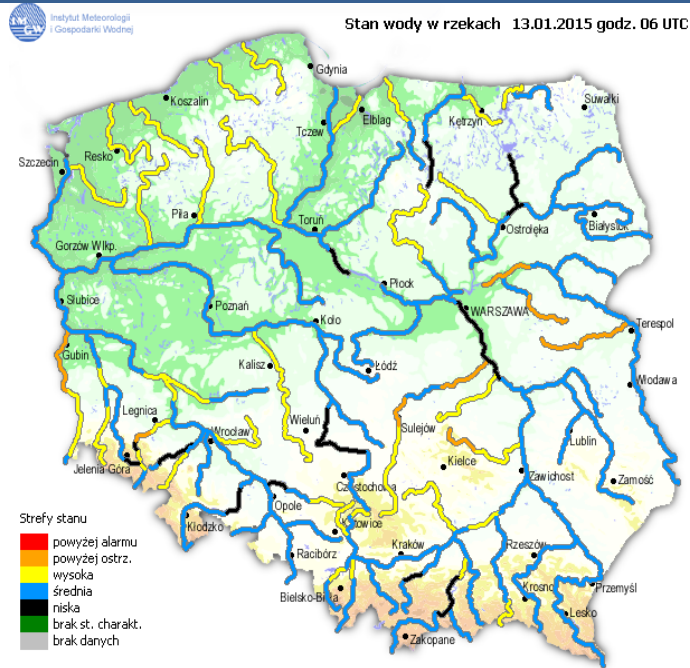 Instytut Meteorologii
i Gospodarki Wodnej
IMGW
Stan wody w rzekach 13.01.2015 godz. 06 UTC
Gdynia
Koszalin
Suwałki
Elbląg
Kętrzyn
Tczew
Resko
Szczecin
Piła
Toruń
Białystok
Ostrołęka
Gorzów Wlkp.
Płock
Słubice
Poznań
WARSZAWA
Koło
Terespol
Gubin
Kalisz
Łódź
Włodawa
Legnica
Wieluń
Sulejów
Wrocław
Lublin
Jelenia Góra
Kielce
Zawichost
Zamość
Częstochowa
Opole
Kłodzko
Katowice
Kraków
Rzeszów
Racibórz
Bielsko-Biała
Krosno
Przemyśl
Lesko
Zakopane
Strefy stanu
powyżej alarmu
powyżej ostrz.
wysoka
średnia
niska
brak st. charakt.
brak danych